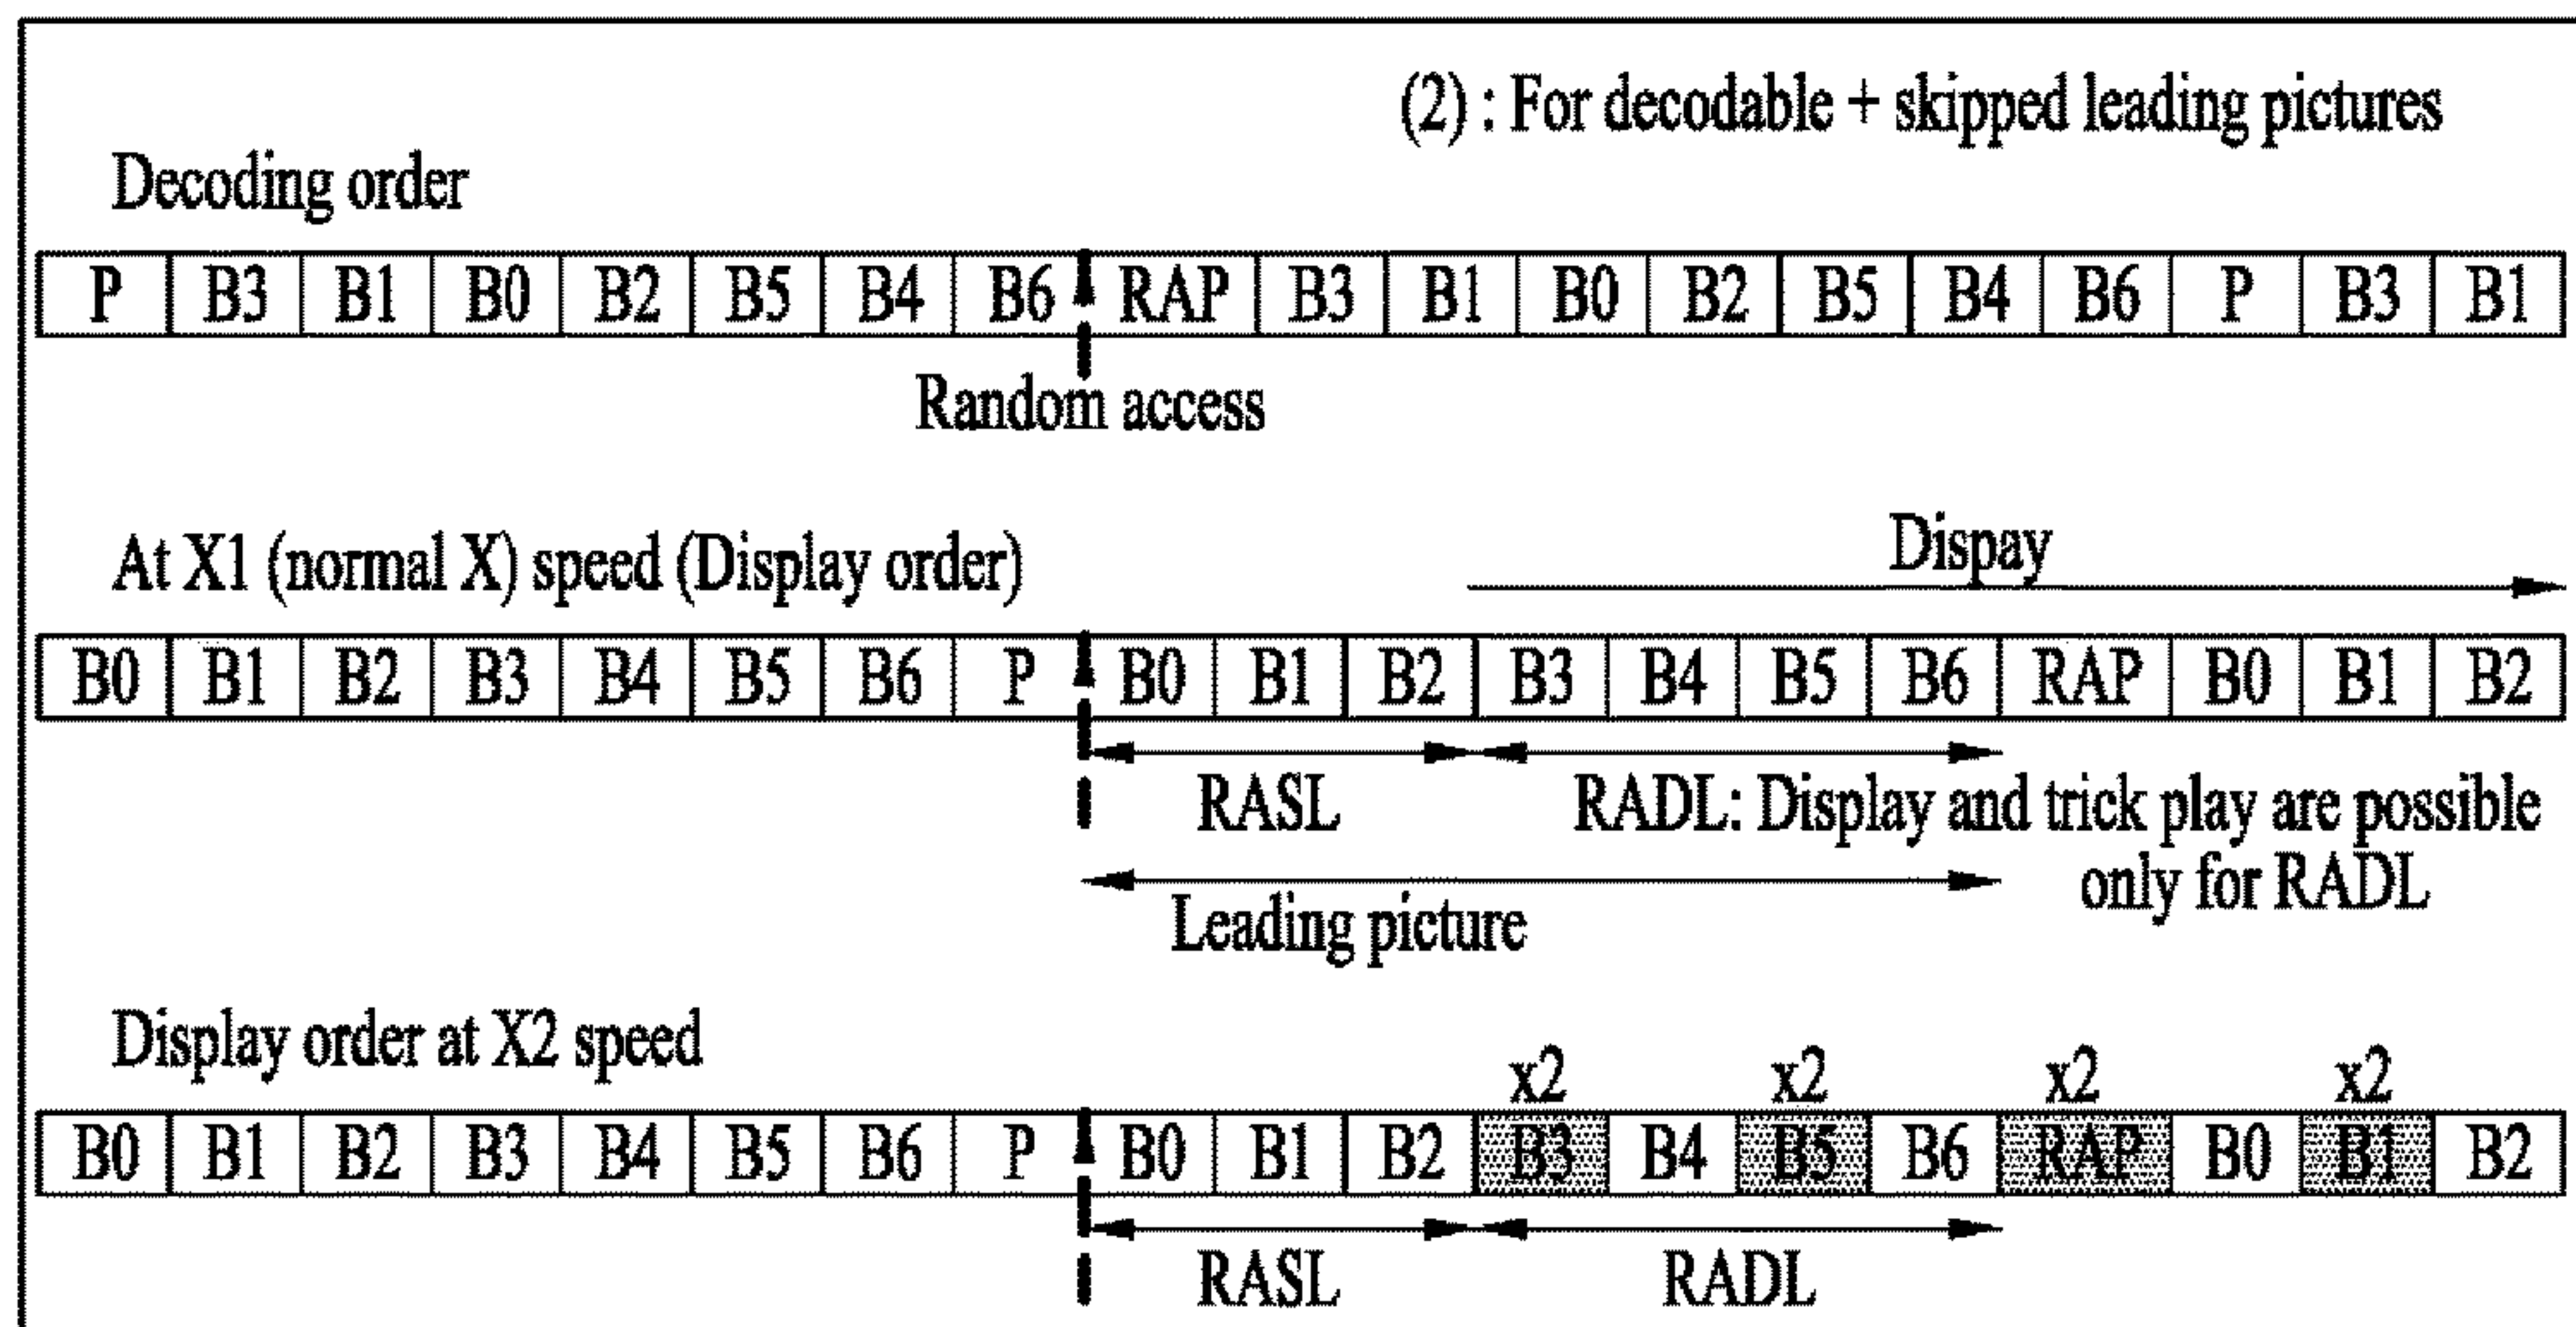 (2) : For decodable + skipped leading pictures
Decoding order
P B3 B1 B0 B2 B5 B4 B6 RAP B3 B1 B0 B2 B5 B4 B6 P B3 B1
Random access
At X1 (normal X) speed (Display order)
Dispay
B0 B1 B2 B3 B4 B5 B6 P B0 B1 B2 B3 B4 B5 B6 RAP B0 B1 B2
RASL
RADL: Display and trick play are possible
only for RADL
Leading picture
Display order at X2 speed
x2 x2 x2 x2
B0 B1 B2 B3 B4 B5 B6 P B0 B1 B2 B3 B4 B5 B6 RAP B0 B1 B2
RASL RADL